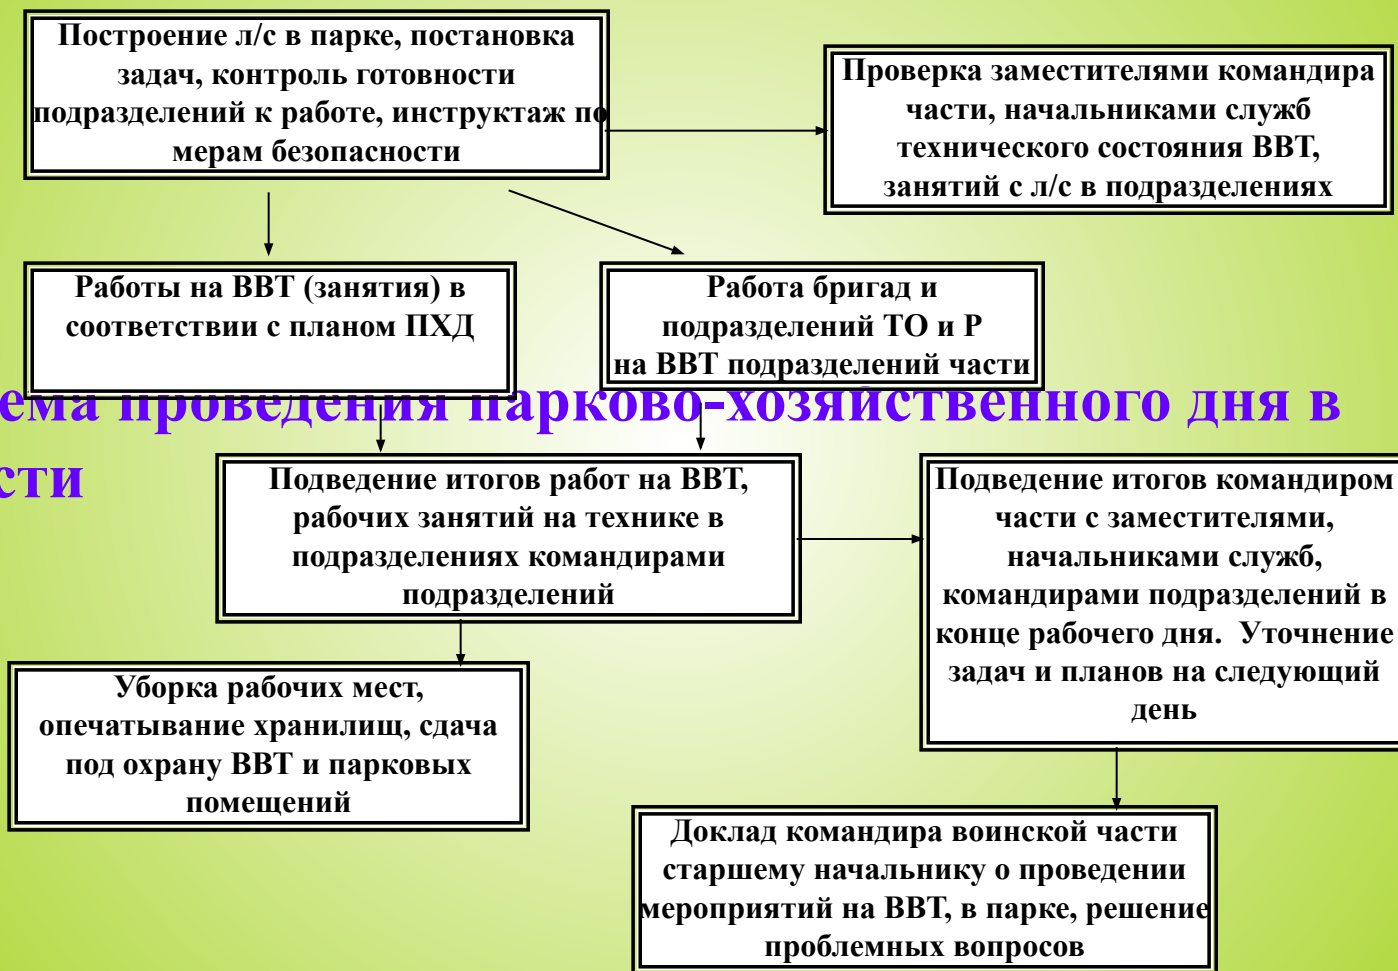 Построение л/с в парке, постановка
задач, контроль готовности
подразделений к работе, инструктаж по
мерам безопасности
Проверка заместителями командира
части, начальниками служб
технического состояния ВВТ,
занятий с л/с в подразделениях
Работы на ВВТ (занятия) в
соответствии с планом ПХД
Работа бригад и
подразделений ТО и Р
на ВВТ подразделений части
ема проведения парково-хозяйственного дня в
сти
Подведение итогов работ на ВВТ,
рабочих занятий на технике в
подразделениях командирами
подразделений
Подведение итогов командиром
части с заместителями,
начальниками служб,
командирами подразделений в
конце рабочего дня. Уточнение
задач и планов на следующий
день
Уборка рабочих мест,
опечатывание хранилищ, сдача
под охрану ВВТ и парковых
помещений
Доклад командира воинской части
старшему начальнику о проведении
мероприятий на ВВТ, в парке, решение
проблемных вопросов